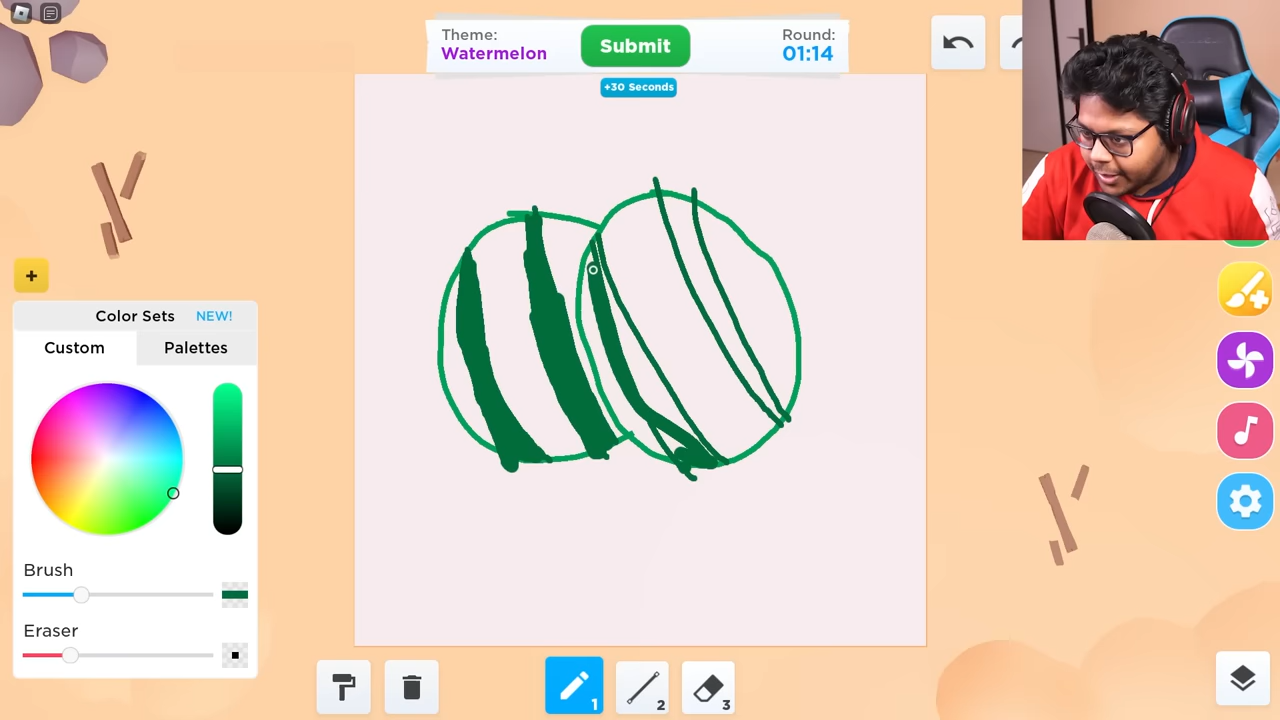 Theme:
Watermelon
Submit
Round:
01:14
+30 Seconds
+
Color Sets NEW!
Custom Palettes
Brush
Eraser
1
2
3